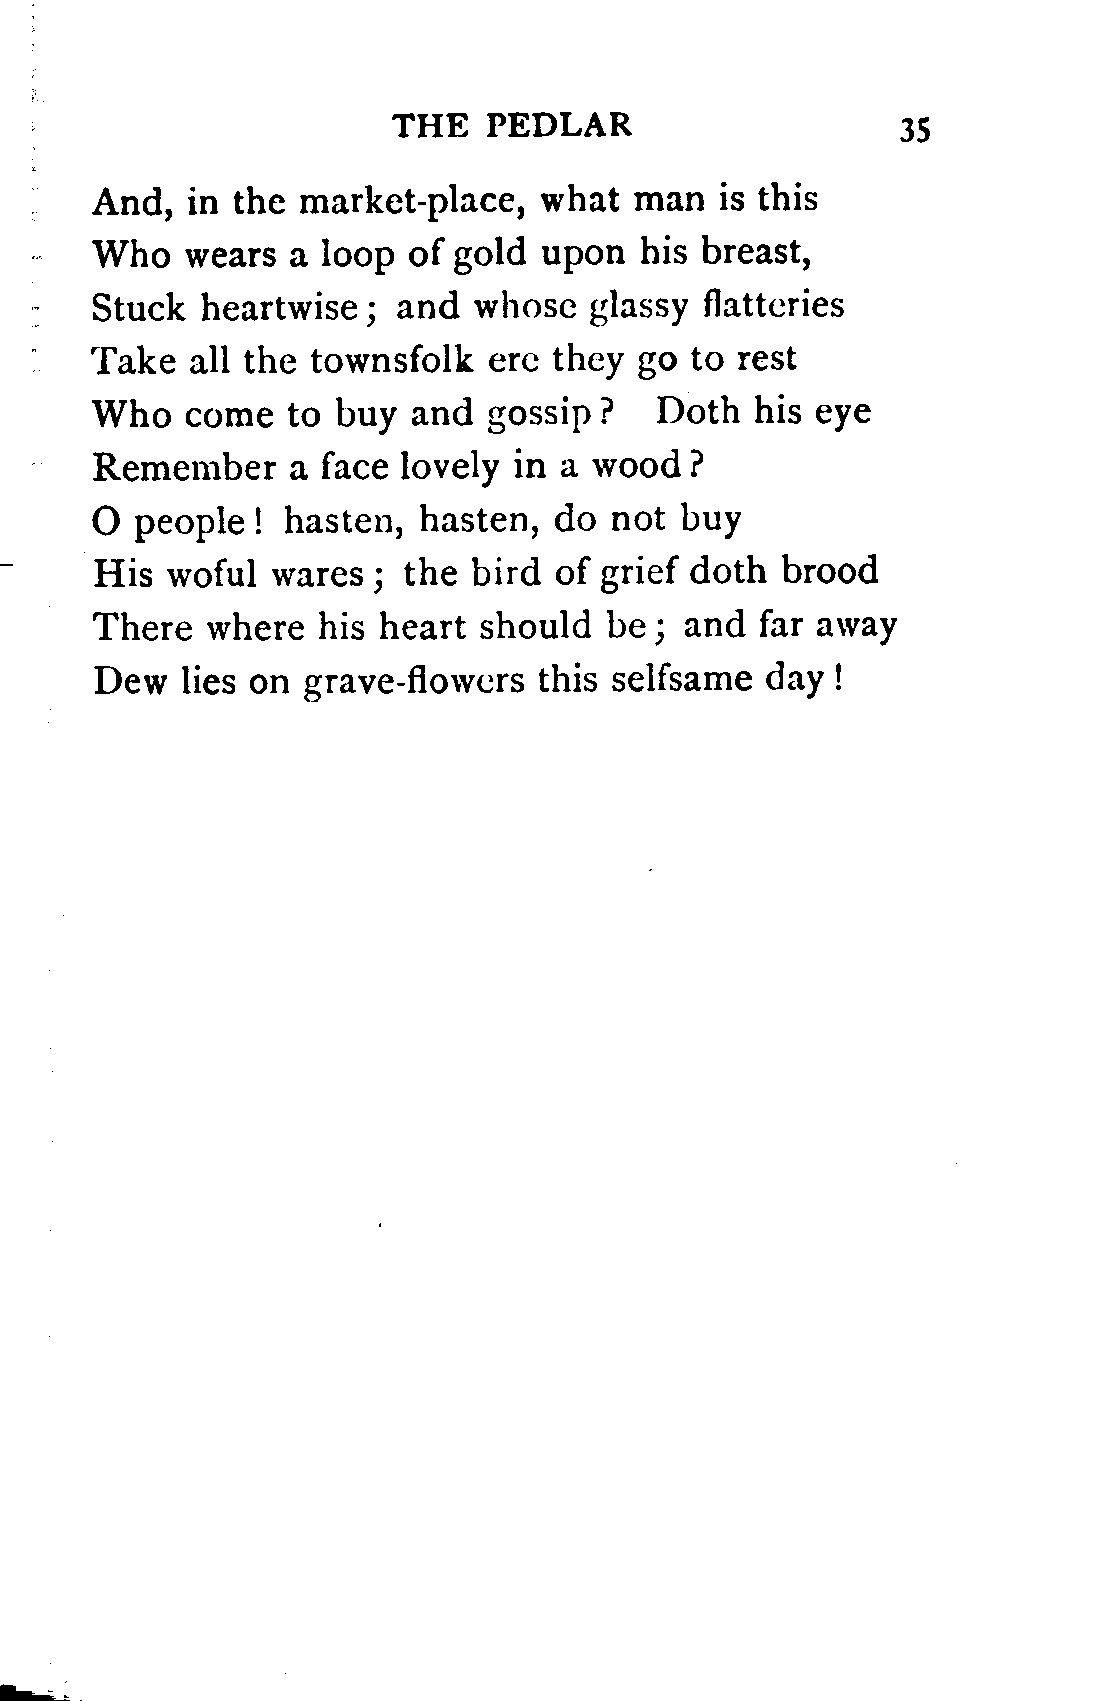 THE PEDLAR 35
And, in the market-place, what man is this
Who wears a loop of gold upon his breast,
Stuck heartwise; and whose glassy flatteries
Take all the townsfolk ere they go to rest
Who come to buy and gossip? Doth his eye
Remember a face lovely in a wood?
O people! hasten, hasten, do not buy
His woful wares; the bird of grief doth brood
There where his heart should be; and far away
Dew lies on grave-flowers this selfsame day!